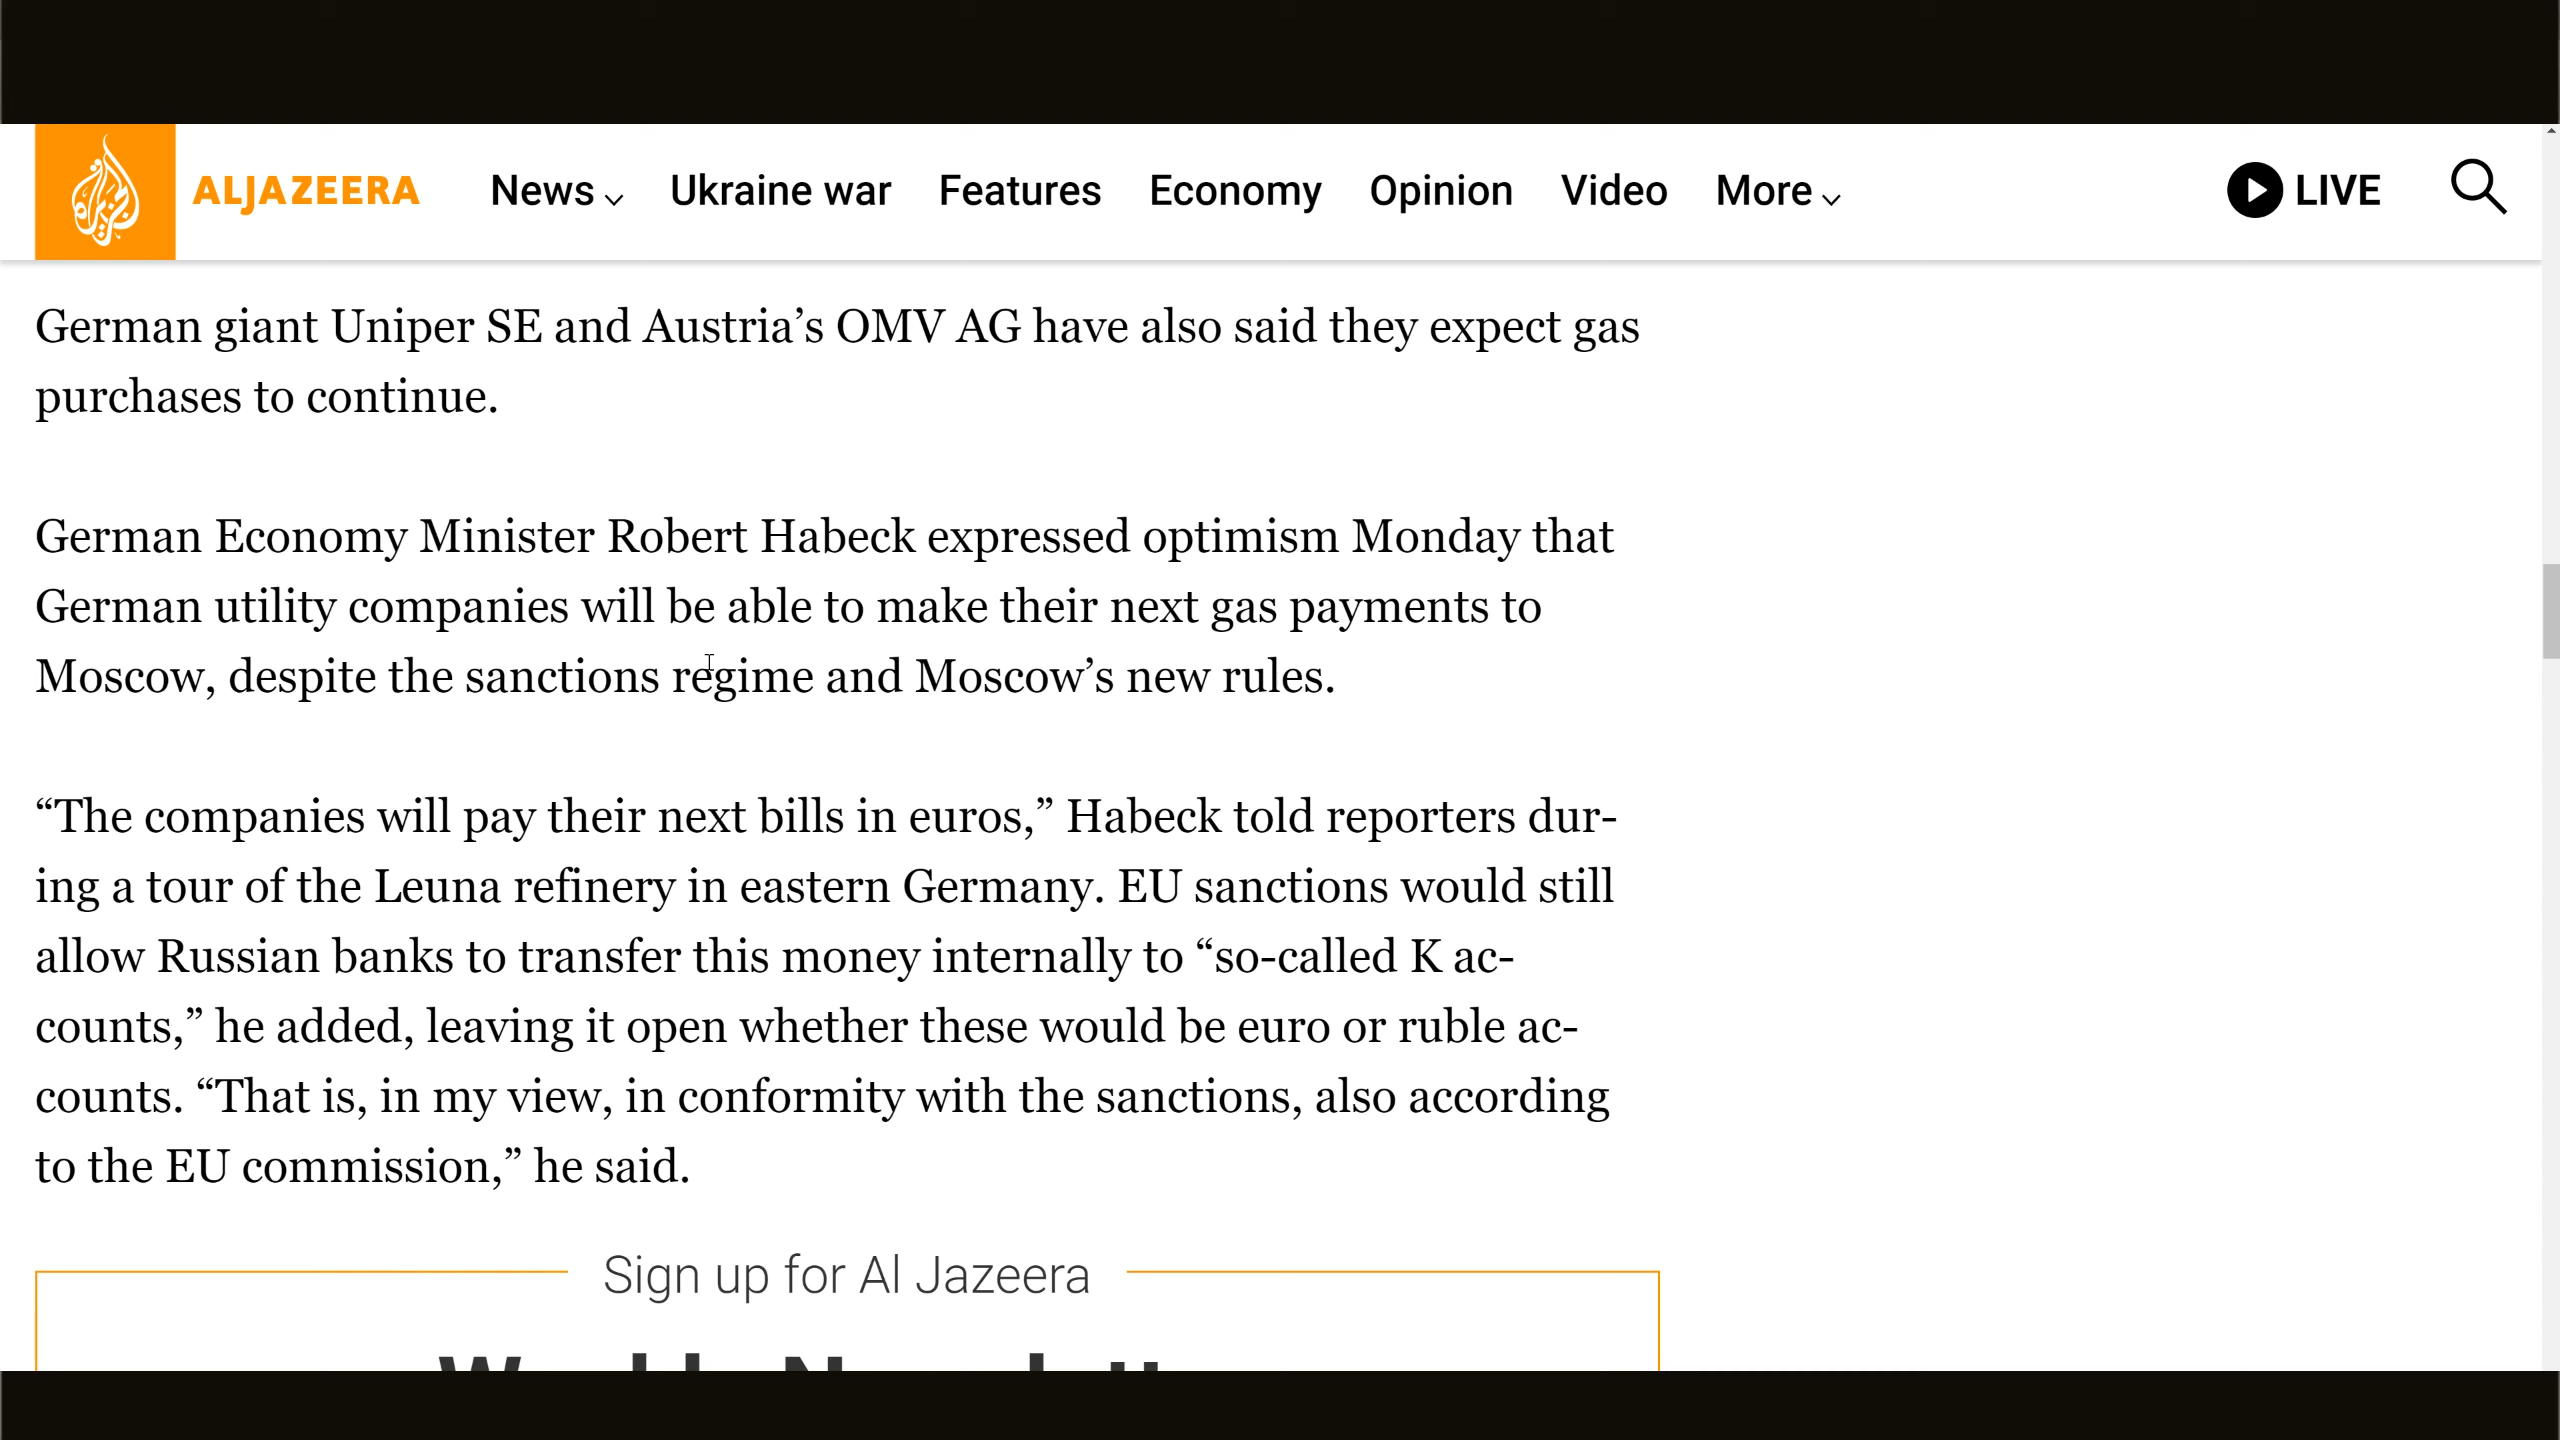 ALJAZEERA News Ukraine war Features Economy Opinion Video More LIVE
German giant Uniper SE and Austria’s OMV AG have also said they expect gas
purchases to continue.
German Economy Minister Robert Habeck expressed optimism Monday that
German utility companies will be able to make their next gas payments to
Moscow, despite the sanctions regime and Moscow’s new rules.
“The companies will pay their next bills in euros,” Habeck told reporters dur-
ing a tour of the Leuna refinery in eastern Germany. EU sanctions would still
allow Russian banks to transfer this money internally to “so-called K ac-
counts,” he added, leaving it open whether these would be euro or ruble ac-
counts. “That is, in my view, in conformity with the sanctions, also according
to the EU commission,” he said.
Sign up for Al Jazeera